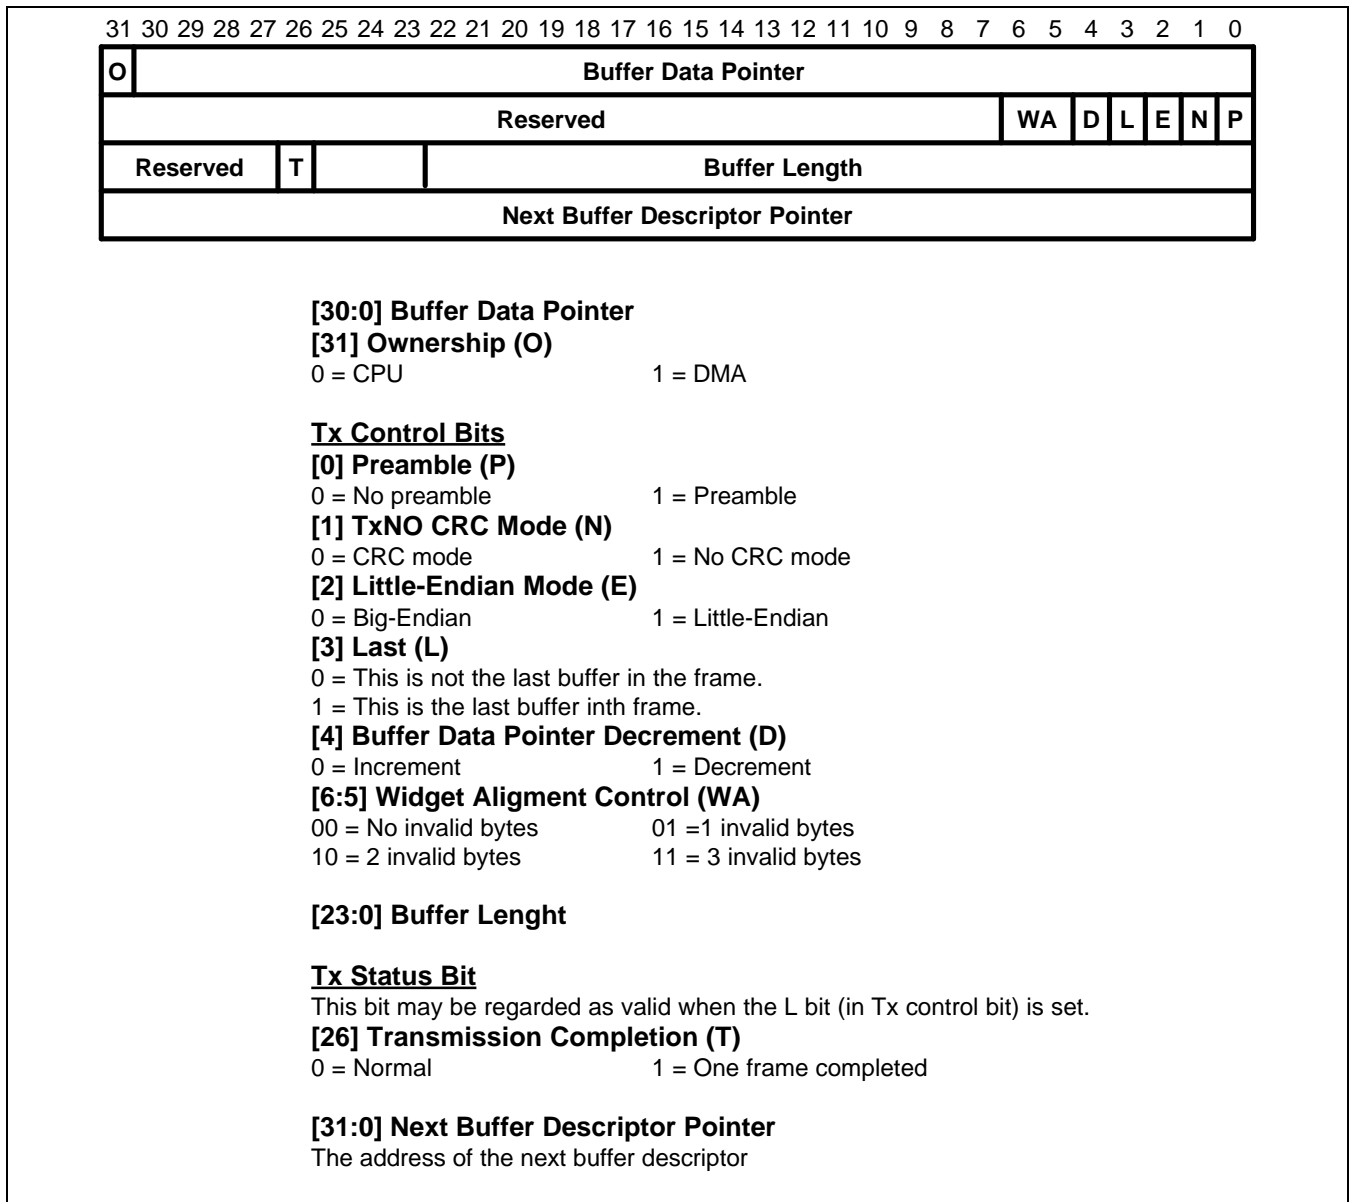 31 30 29 28 27 26 25 24 23 22 21 20 19 18 17 16 15 14 13 12 11 10 9 8 7 6 5 4 3 2 1 0
O Buffer Data Pointer
Reserved WA D L E N P
Reserved T Buffer Length
Next Buffer Descriptor Pointer
[30:0] Buffer Data Pointer
[31] Ownership (O)
0 = CPU 1 = DMA
Tx Control Bits
[0] Preamble (P)
0 = No preamble 1 = Preamble
[1] TxNO CRC Mode (N)
0 = CRC mode 1 = No CRC mode
[2] Little-Endian Mode (E)
0 = Big-Endian 1 = Little-Endian
[3] Last (L)
0 = This is not the last buffer in the frame.
1 = This is the last buffer inth frame.
[4] Buffer Data Pointer Decrement (D)
0 = Increment 1 = Decrement
[6:5] Widget Aligment Control (WA)
00 = No invalid bytes 01 =1 invalid bytes
10 = 2 invalid bytes 11 = 3 invalid bytes
[23:0] Buffer Lenght
Tx Status Bit
This bit may be regarded as valid when the L bit (in Tx control bit) is set.
[26] Transmission Completion (T)
0 = Normal 1 = One frame completed
[31:0] Next Buffer Descriptor Pointer
The address of the next buffer descriptor